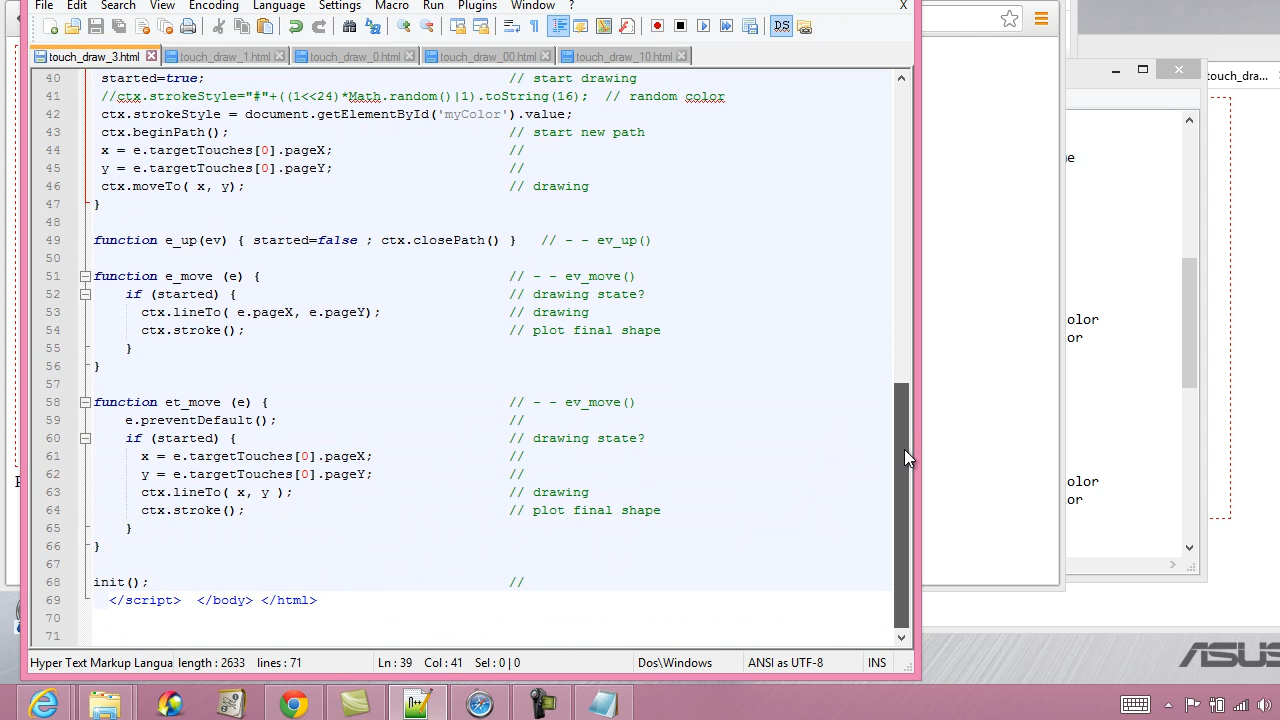 File Edit Search View Encoding Language Settings Macro Run Plugins Window ? X
touch_draw_3.html touch_draw_1.html touch_draw_0.html touch_draw_00.html touch_draw_10.html
40 started=true; // start drawing
41 //ctx.strokeStyle="#"+((1<<24)*Math.random()|1).toString(16); // random color
42 ctx.strokeStyle = document.getElementById('myColor').value;
43 ctx.beginPath(); // start new path
44 x = e.targetTouches[0].pageX; //
45 y = e.targetTouches[0].pageY; //
46 ctx.moveTo( x, y); // drawing
47 }
48
49 function e_up(ev) { started=false ; ctx.closePath() } // - - ev_up()
50
51 function e_move (e) { // - - ev_move()
52 if (started) { // drawing state?
53 ctx.lineTo( e.pageX, e.pageY); // drawing
54 ctx.stroke(); // plot final shape
55 }
56 }
57
58 function et_move (e) { // - - ev_move()
59 e.preventDefault(); //
60 if (started) { // drawing state?
61 x = e.targetTouches[0].pageX; //
62 y = e.targetTouches[0].pageY; //
63 ctx.lineTo( x, y ); // drawing
64 ctx.stroke(); // plot final shape
65 }
66 }
67
68 init(); //
69 </script> </body> </html>
70
71
Hyper Text Markup Langua length : 2633 lines : 71 Ln : 39 Col : 41 Sel : 0 | 0 Dos\Windows ANSI as UTF-8 INS
touch_dra...
olor
or
olor
or
ASUS